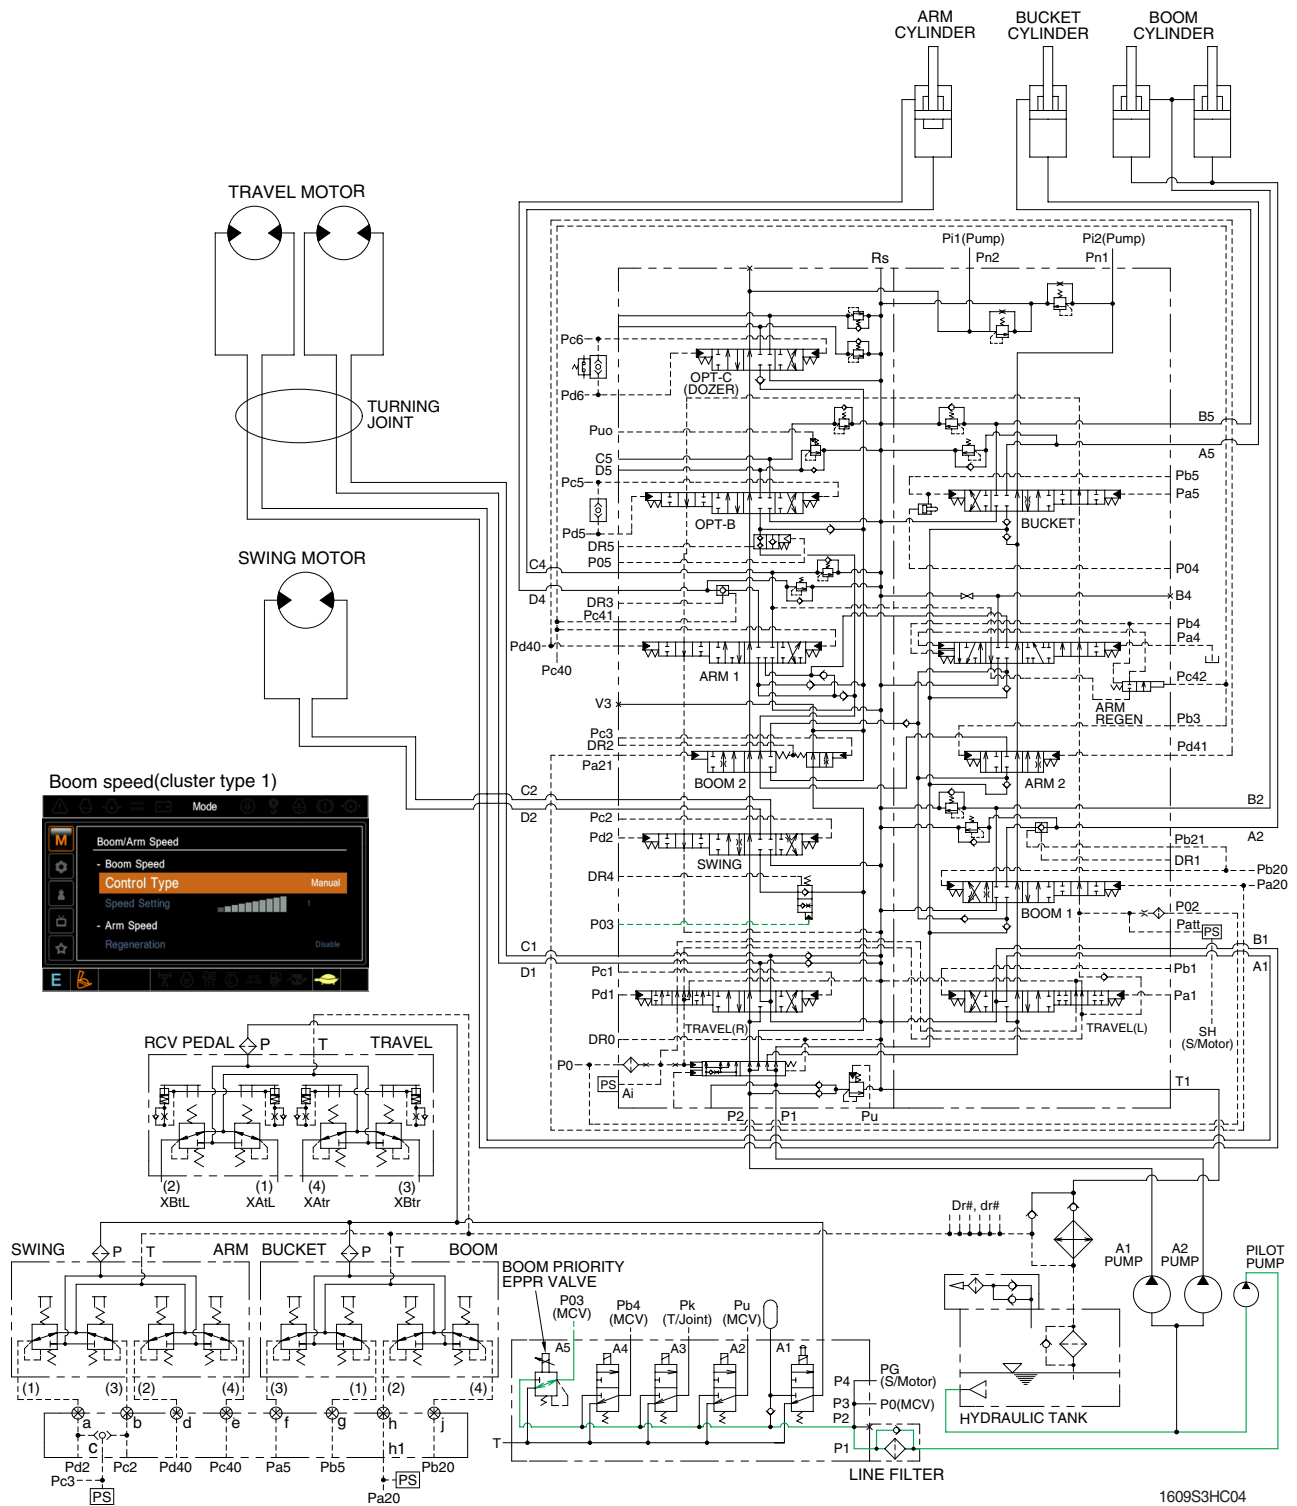 ARM
CYLINDER
BUCKET
CYLINDER
BOOM
CYLINDER
TRAVEL MOTOR
TURNING
JOINT
SWING MOTOR
Pi1(Pump)
Pn2
Pi2(Pump)
Pn1
Rs
Pc6
OPT-C
(DOZER)
Pd6
Puo
C5
D5
Pc5
OPT-B
Pd5
DR5
P05
C4
D4
DR3
Pc41
Pd40
Pc40
ARM 1
V3
Pc3
DR2
Pa21
BOOM 2
C2
D2
Pc2
Pd2
SWING
DR4
P03
C1
D1
Pc1
Pd1
TRAVEL(R)
DR0
P0
PS
Ai
P2
P1
Pu
B5
A5
Pb5
Pa5
BUCKET
P04
B4
Pb4
Pa4
Pc42
ARM
REGEN
Pb3
Pd41
ARM 2
B2
A2
Pb21
DR1
Pb20
Pa20
BOOM 1
P02
Patt
PS
B1
A1
Pb1
Pa1
TRAVEL(L)
SH
(S/Motor)
T1
Boom speed(cluster type 1)
Mode
M
Boom/Arm Speed
- Boom Speed
Control Type
Manual
Speed Setting
1
- Arm Speed
Regeneration
Disable
E
RCV PEDAL
P
T
TRAVEL
(2)
XBtL
(1)
XAtL
(4)
XAtr
(3)
XBtr
SWING
P
T
ARM
BUCKET
P
T
BOOM
(1)
(3)
(2)
(4)
(3)
(1)
(2)
(4)
a
b
d
e
f
g
h
j
c
h1
Pd2
Pc2
Pd40
Pc40
Pa5
Pb5
Pb20
Pc3
PS
PS
Pa20
BOOM PRIORITY
EPPR VALVE
P03
(MCV)
Pb4
(MCV)
Pk
(T/Joint)
Pu
(MCV)
A5
A4
A3
A2
A1
T
P4
PG
(S/Motor)
P3
P0(MCV)
P2
P1
LINE FILTER
Dr#, dr#
A1
PUMP
A2
PUMP
PILOT
PUMP
HYDRAULIC TANK
1609S3HC04